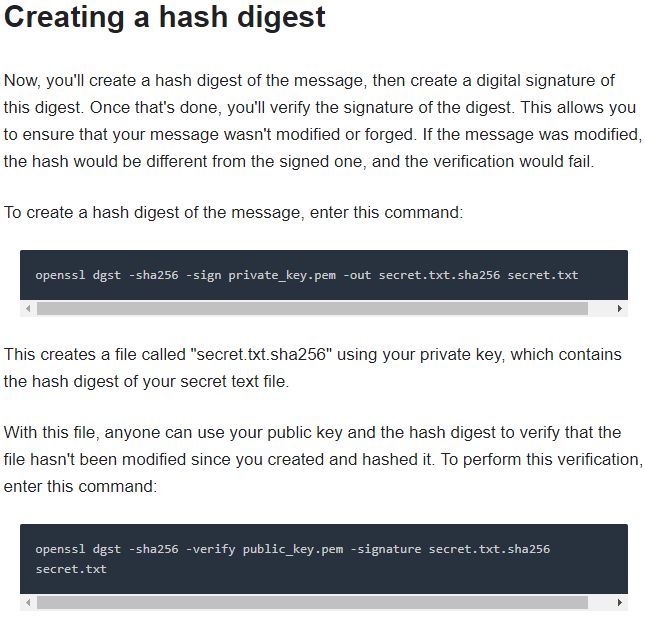 Creating a hash digest
Now, you'll create a hash digest of the message, then create a digital signature of
this digest. Once that's done, you'll verify the signature of the digest. This allows you
to ensure that your message wasn't modified or forged. If the message was modified,
the hash would be different from the signed one, and the verification would fail.
To create a hash digest of the message, enter this command:
openssl dgst -sha256 -sign private_key.pem -out secret.txt.sha256 secret.txt
This creates a file called "secret.txt.sha256" using your private key, which contains
the hash digest of your secret text file.
With this file, anyone can use your public key and the hash digest to verify that the
file hasn't been modified since you created and hashed it. To perform this verification,
enter this command:
openssl dgst -sha256 -verify public_key.pem -signature secret.txt.sha256
secret.txt